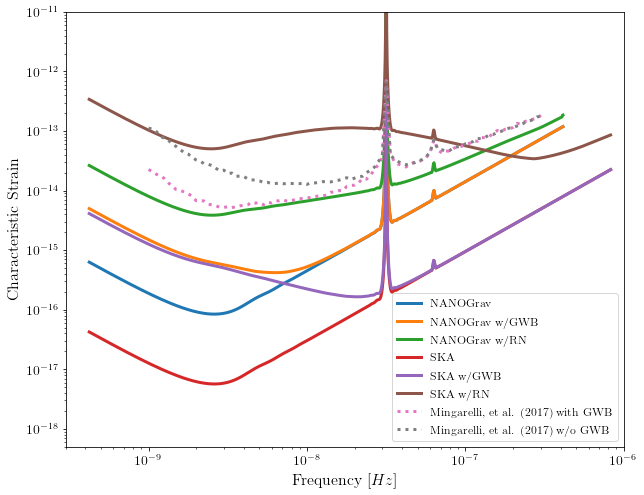 10⁻¹¹
10⁻¹²
10⁻¹³
10⁻¹⁴
10⁻¹⁵
10⁻¹⁶
10⁻¹⁷
10⁻¹⁸
Characteristic Strain
NANOGrav
NANOGrav w/GWB
NANOGrav w/RN
SKA
SKA w/GWB
SKA w/RN
Mingarelli, et al. (2017) with GWB
Mingarelli, et al. (2017) w/o GWB
10⁻⁹ 10⁻⁸ 10⁻⁷ 10⁻⁶
Frequency [Hz]